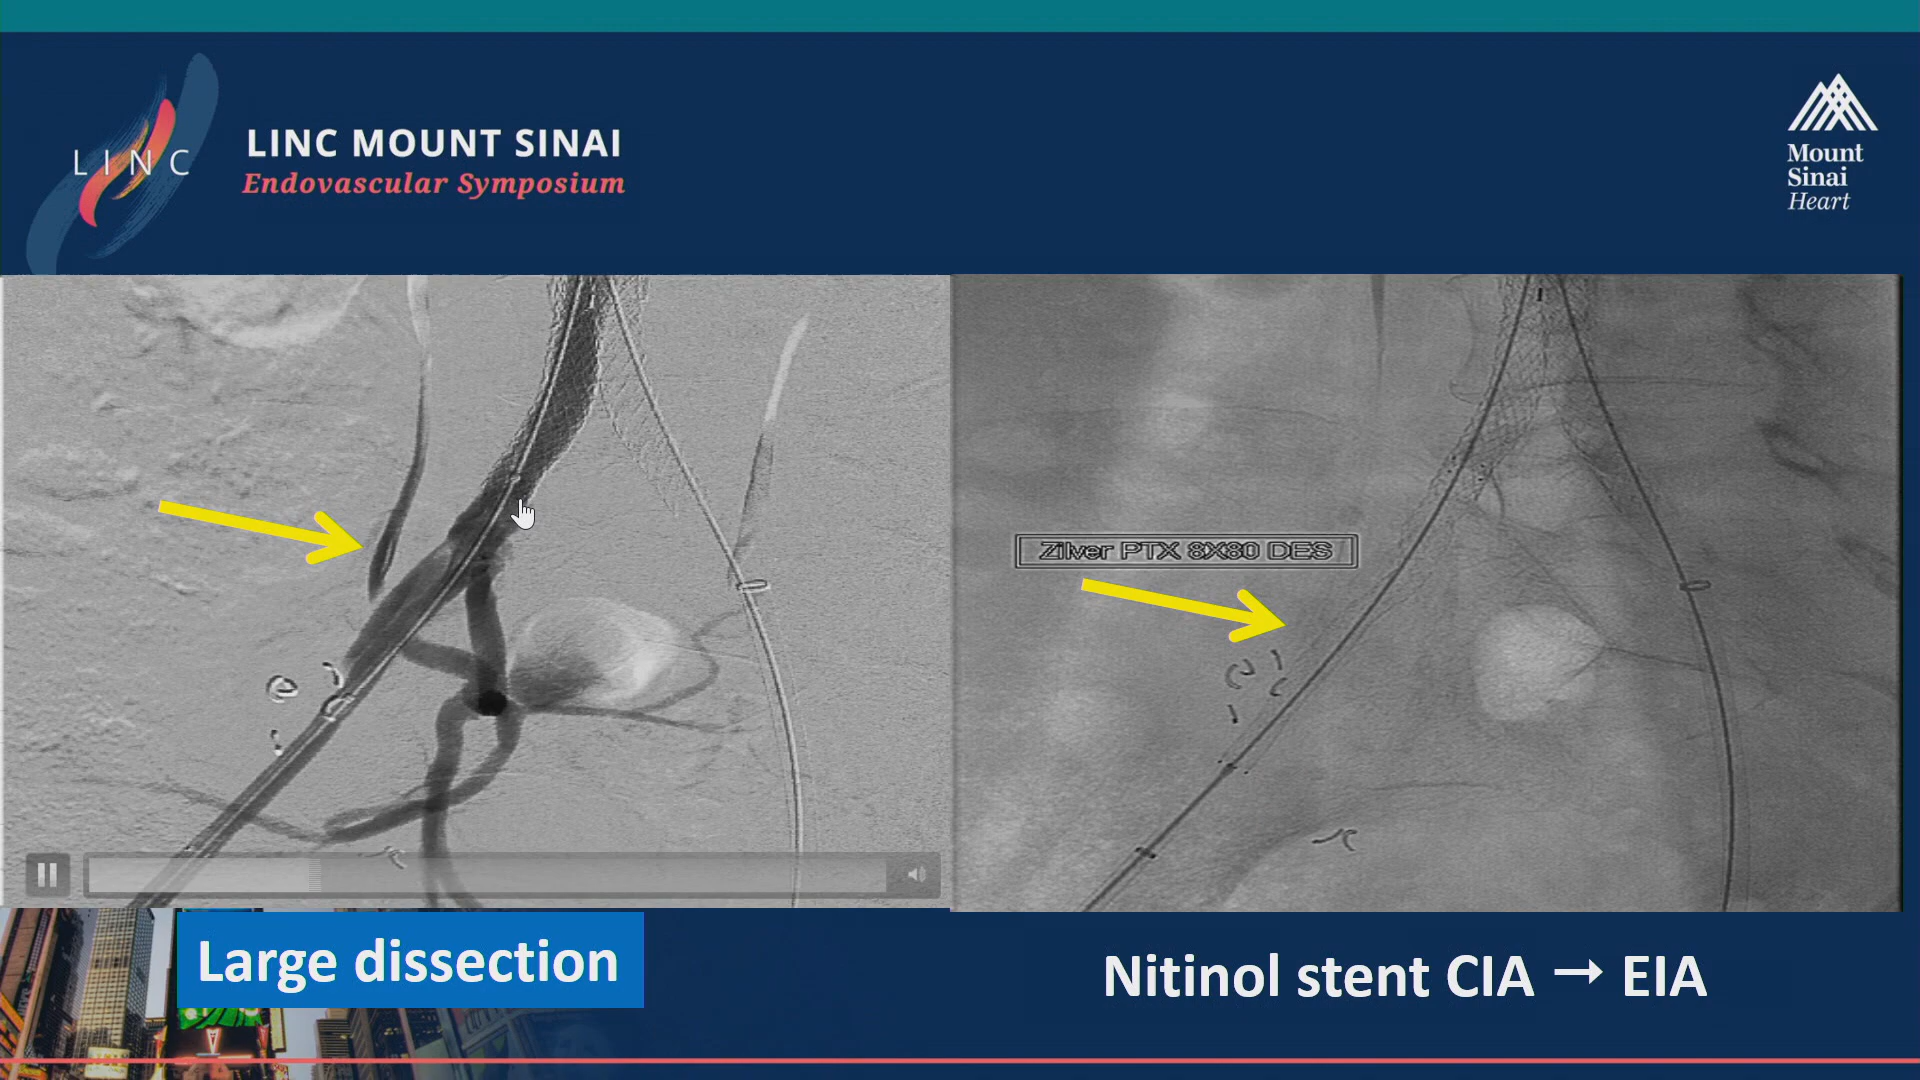 LINC
LINC MOUNT SINAI
Endovascular Symposium
Mount
Sinai
Heart
Zilver PTX 8X80 DES
Large dissection
Nitinol stent CIA → EIA